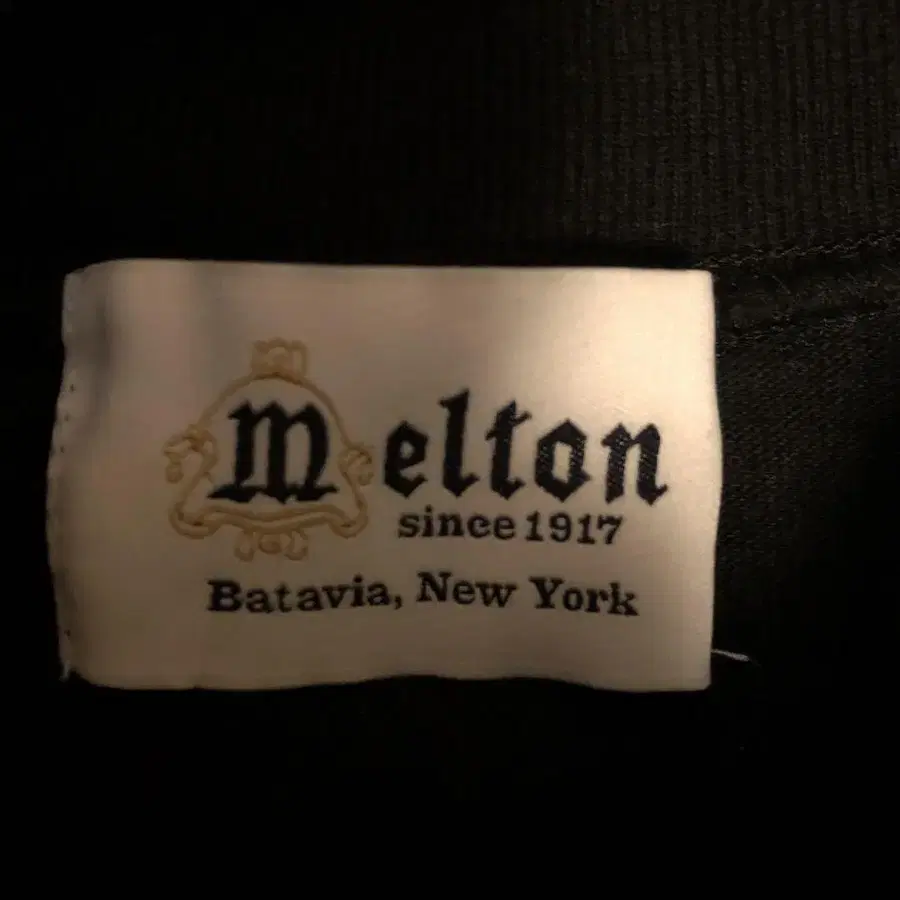 Melton
since 1917
Batavia, New York